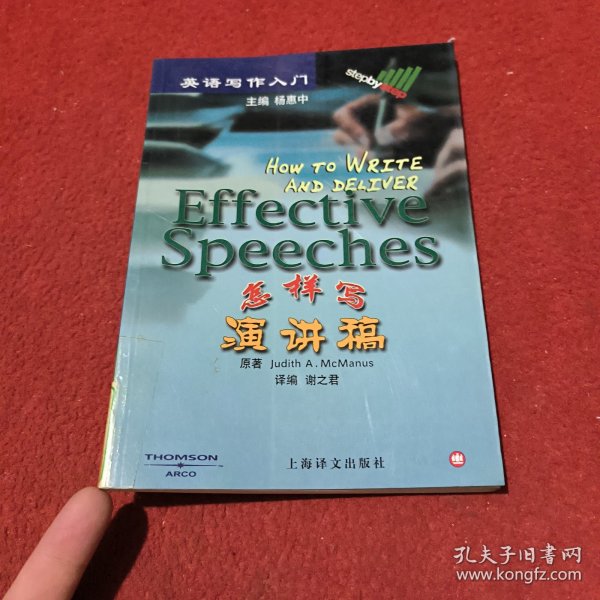 英语写作入门
stepbystep
主编 杨惠中
HOW TO WRITE
AND DELIVER
Effective
Speeches
怎样写
演讲稿
原著 Judith A. McManus
译编 谢之君
THOMSON
ARCO
上海译文出版社
孔夫子旧书网
www.kongfz.com